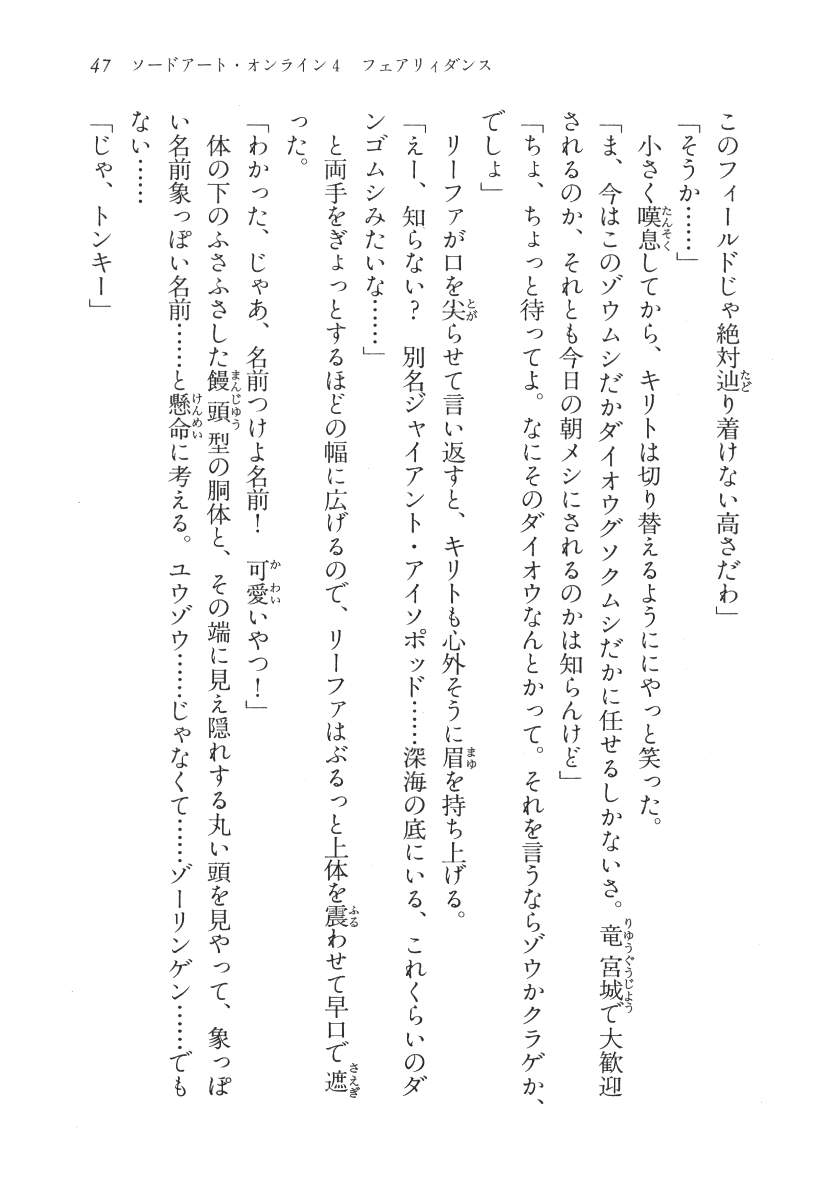 47 ソードアート・オンライン4 フェアリィダンス
このフィールドじゃ絶対辿り着けない高さだわ」
「そうか……」
　小さく嘆息してから、キリトは切り替えるようににやっと笑った。
「ま、今はこのゾウムシだかダイオウグソクムシだかに任せるしかないさ。竜宮城で大歓迎
されるのか、それとも今日の朝メシにされるのかは知らんけど」
「ちょ、ちょっと待ってよ。なにそのダイオウなんとかって。それを言うならゾウかクラゲか、
でしょ」
　リーファが口を尖らせて言い返すと、キリトも心外そうに眉を持ち上げる。
「えー、知らない？　別名ジャイアント・アイソポッド……深海の底にいる、これくらいのダ
ンゴムシみたいな……」
　と両手をぎょっとするほどの幅に広げるので、リーファはぶるっと上体を震わせて早口で遮
った。
「わかった、じゃあ、名前つけよ名前！　可愛いやつ！」
　体の下のふさふさした饅頭型の胴体と、その端に見え隠れする丸い頭を見やって、象っぽ
い名前象っぽい名前……と懸命に考える。ユウゾウ……じゃなくて……ゾーリンゲン……でも
ない……
「じゃ、トンキー」